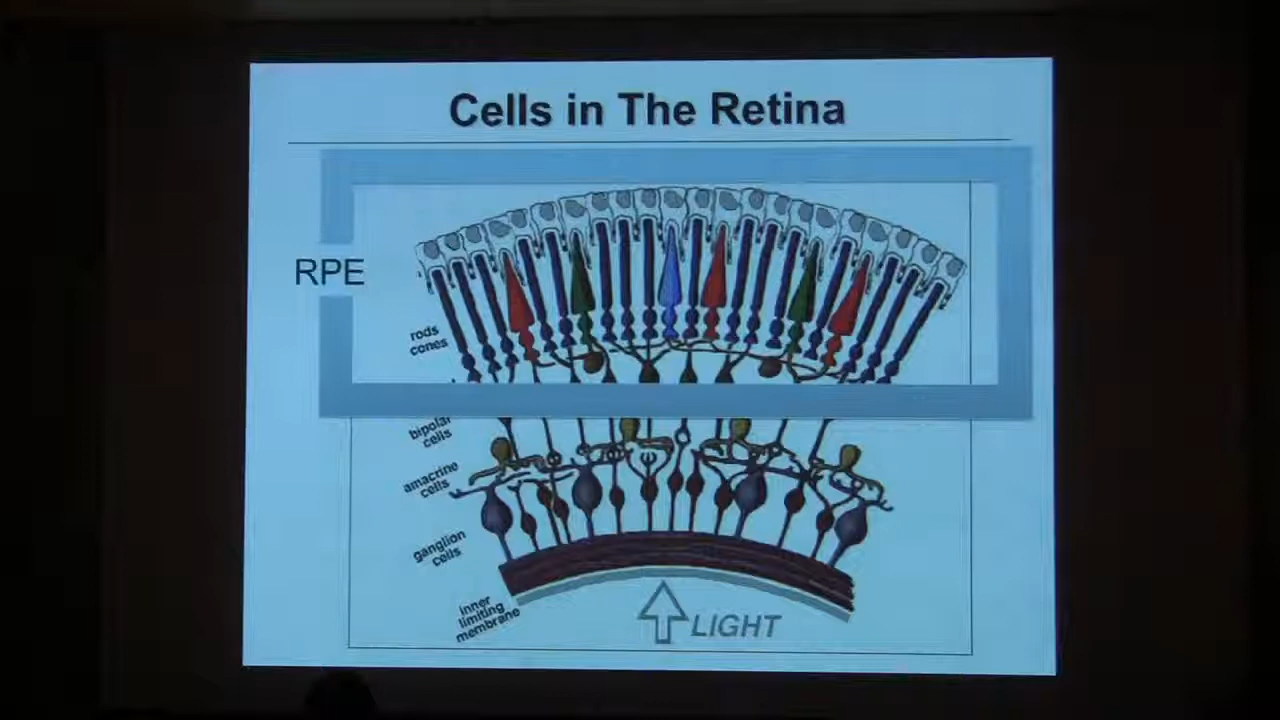 Cells in The Retina
RPE
rods
cones
bipolar
cells
amacrine
cells
ganglion
cells
inner
limiting
membrane
LIGHT